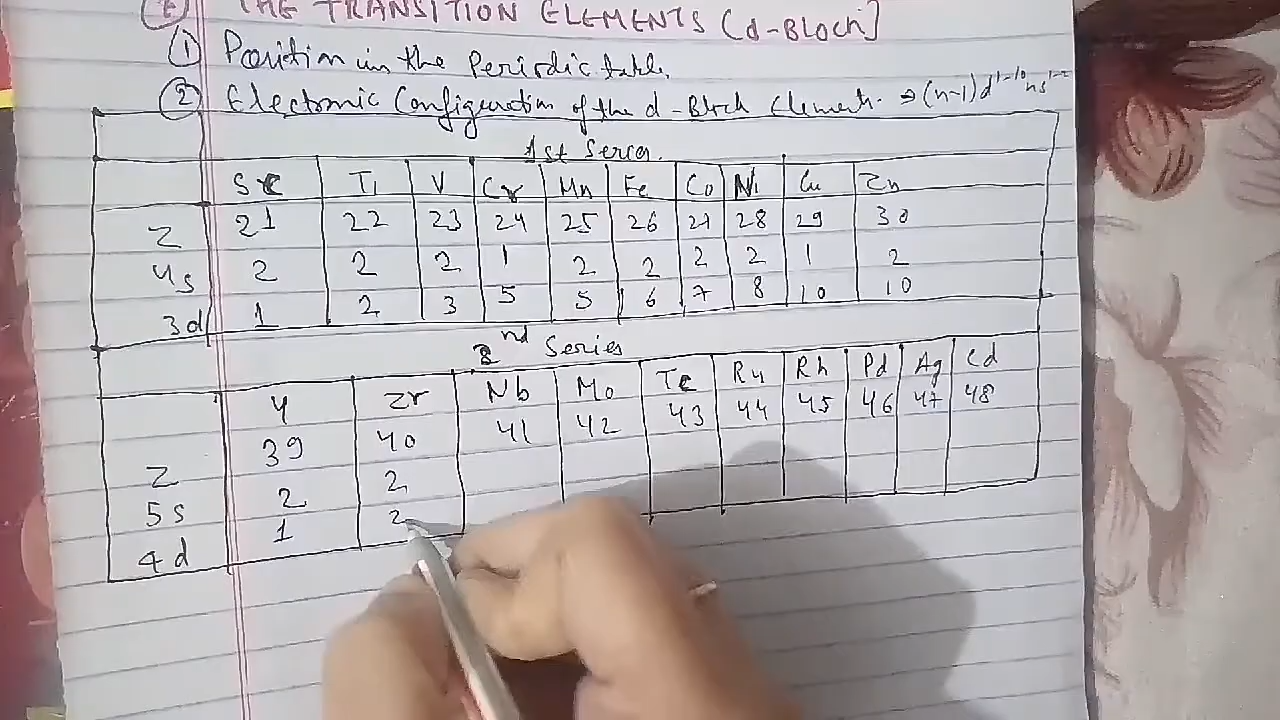 THE TRANSITION ELEMENTS (d-BLOCK]
① Position in the Periodic table.
② Electronic Configuration of the d-Block Elements. ⇒ (n-1)d¹⁻¹⁰ns¹⁻²
1st Series.
Sc Ti V Cr Mn Fe Co Ni Cu Zn
Z 21 22 23 24 25 26 27 28 29 30
4s 2 2 2 1 2 2 2 2 1 2
3d 1 2 3 5 5 6 7 8 10 10
2nd Series
Y Zr Nb Mo Tc Ru Rh Pd Ag Cd
Z 39 40 41 42 43 44 45 46 47 48
5s 2 2
4d 1 2